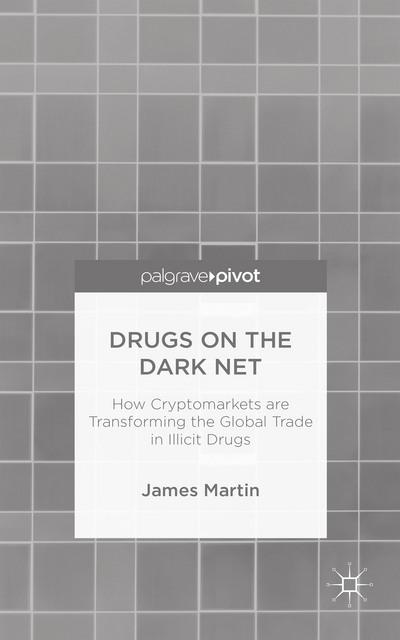 palgrave▸pivot
DRUGS ON THE
DARK NET
How Cryptomarkets are
Transforming the Global Trade
in Illicit Drugs
James Martin